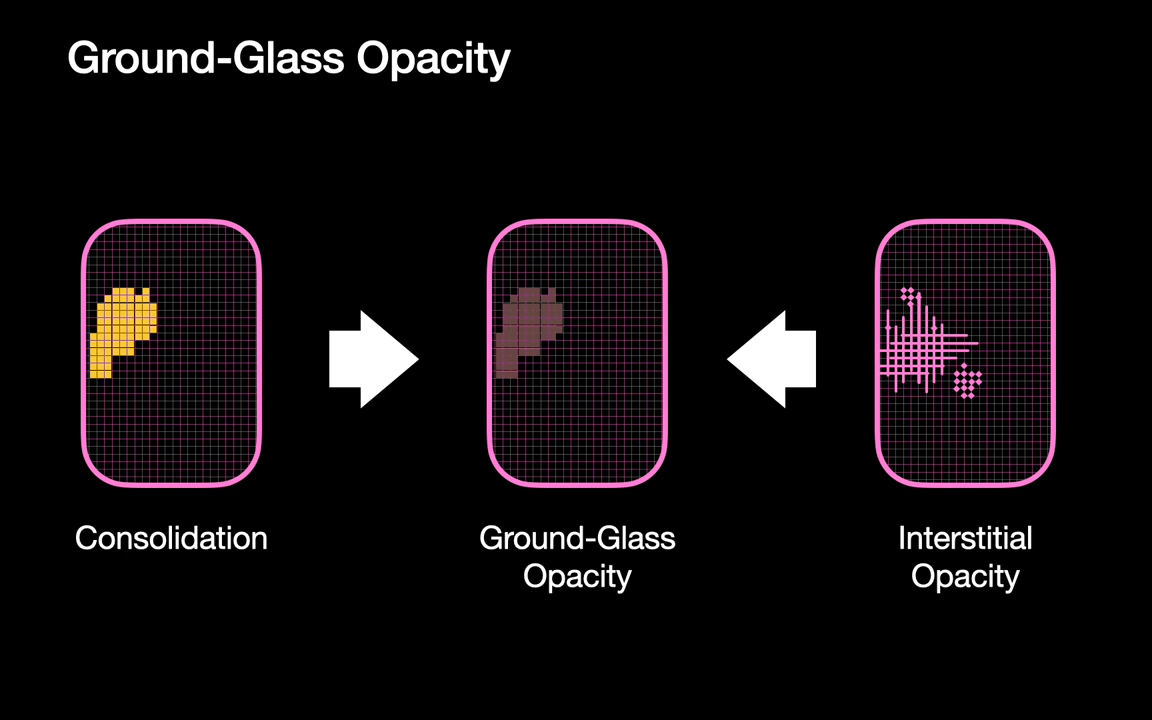 Ground-Glass Opacity
Consolidation
Ground-Glass
Opacity
Interstitial
Opacity